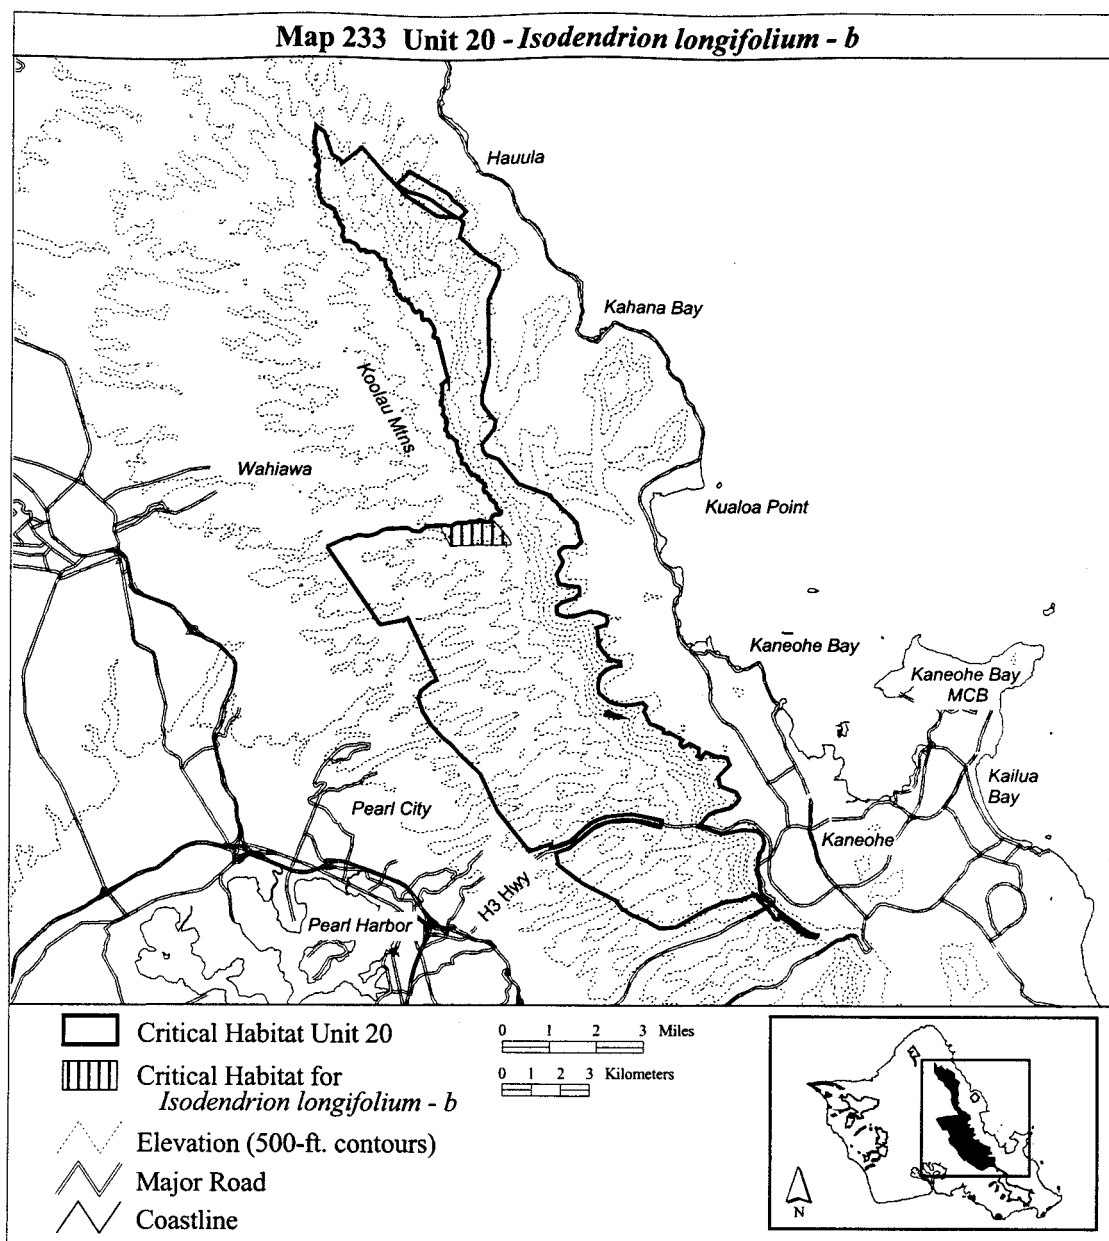 Map 233 Unit 20 - Isodendrion longifolium - b
Hauula
Kahana Bay
Koolau Mtns.
Wahiawa
Kualoa Point
Kaneohe Bay
Kaneohe Bay
MCB
Kailua
Bay
Pearl City
Kaneohe
H3 Hwy
Pearl Harbor
Critical Habitat Unit 20
0 1 2 3 Miles
Critical Habitat for
Isodendrion longifolium - b
0 1 2 3 Kilometers
Elevation (500-ft. contours)
Major Road
Coastline
N